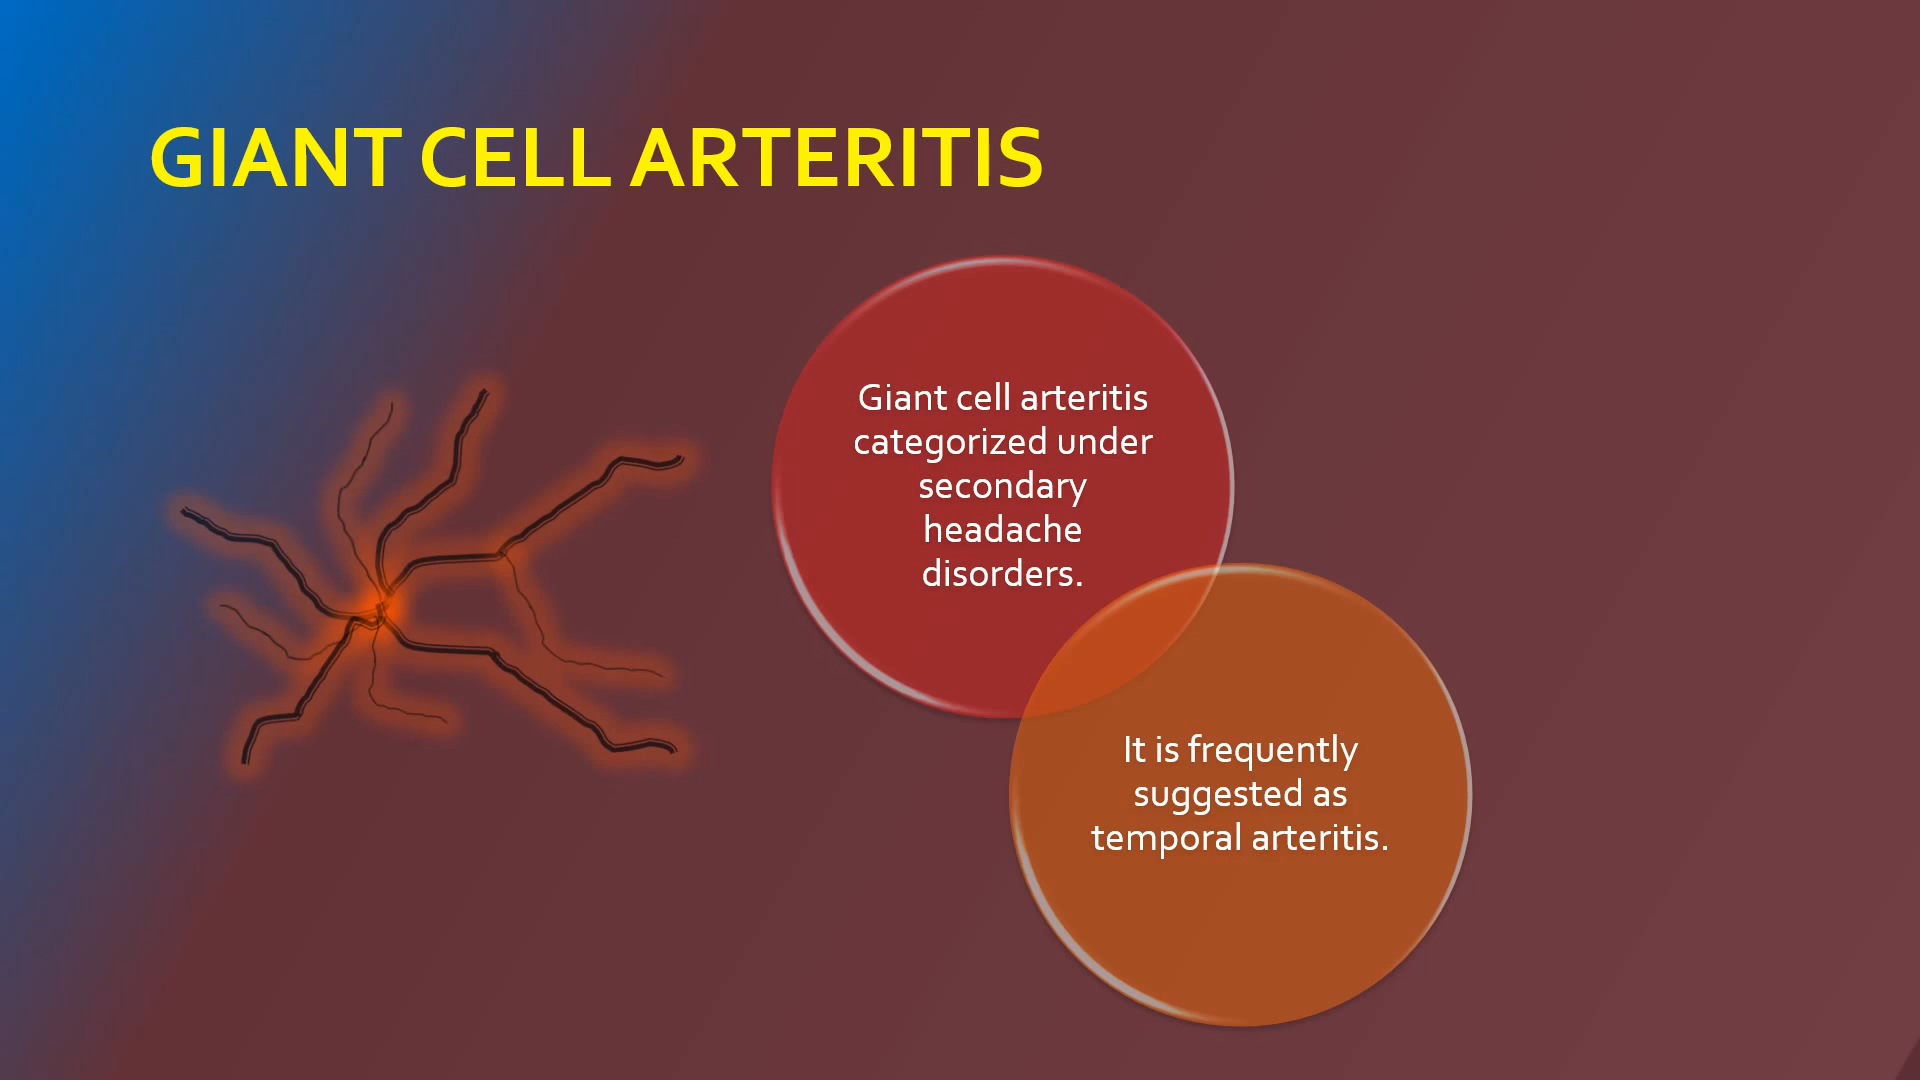 GIANT CELL ARTERITIS
Giant cell arteritis
categorized under
secondary
headache
disorders.
It is frequently
suggested as
temporal arteritis.